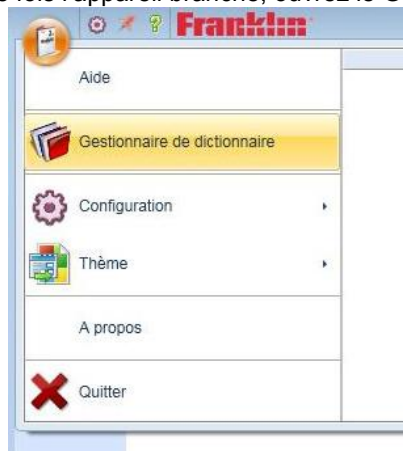 Franklin
Aide
Gestionnaire de dictionnaire
Configuration
Thème
A propos
Quitter